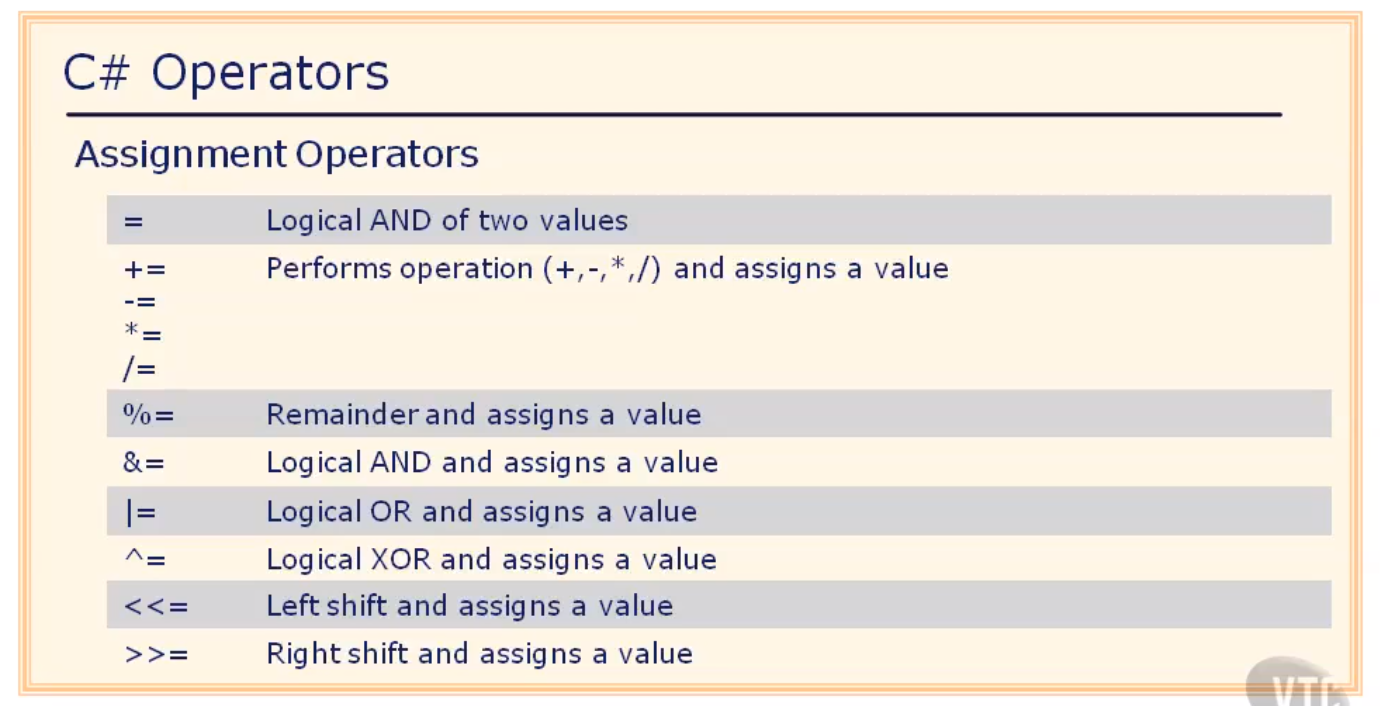 C# Operators
Assignment Operators
= Logical AND of two values
+= Performs operation (+,-,*,/) and assigns a value
-=
*=
/=
%= Remainder and assigns a value
&= Logical AND and assigns a value
|= Logical OR and assigns a value
^= Logical XOR and assigns a value
<<= Left shift and assigns a value
>>= Right shift and assigns a value
VTC